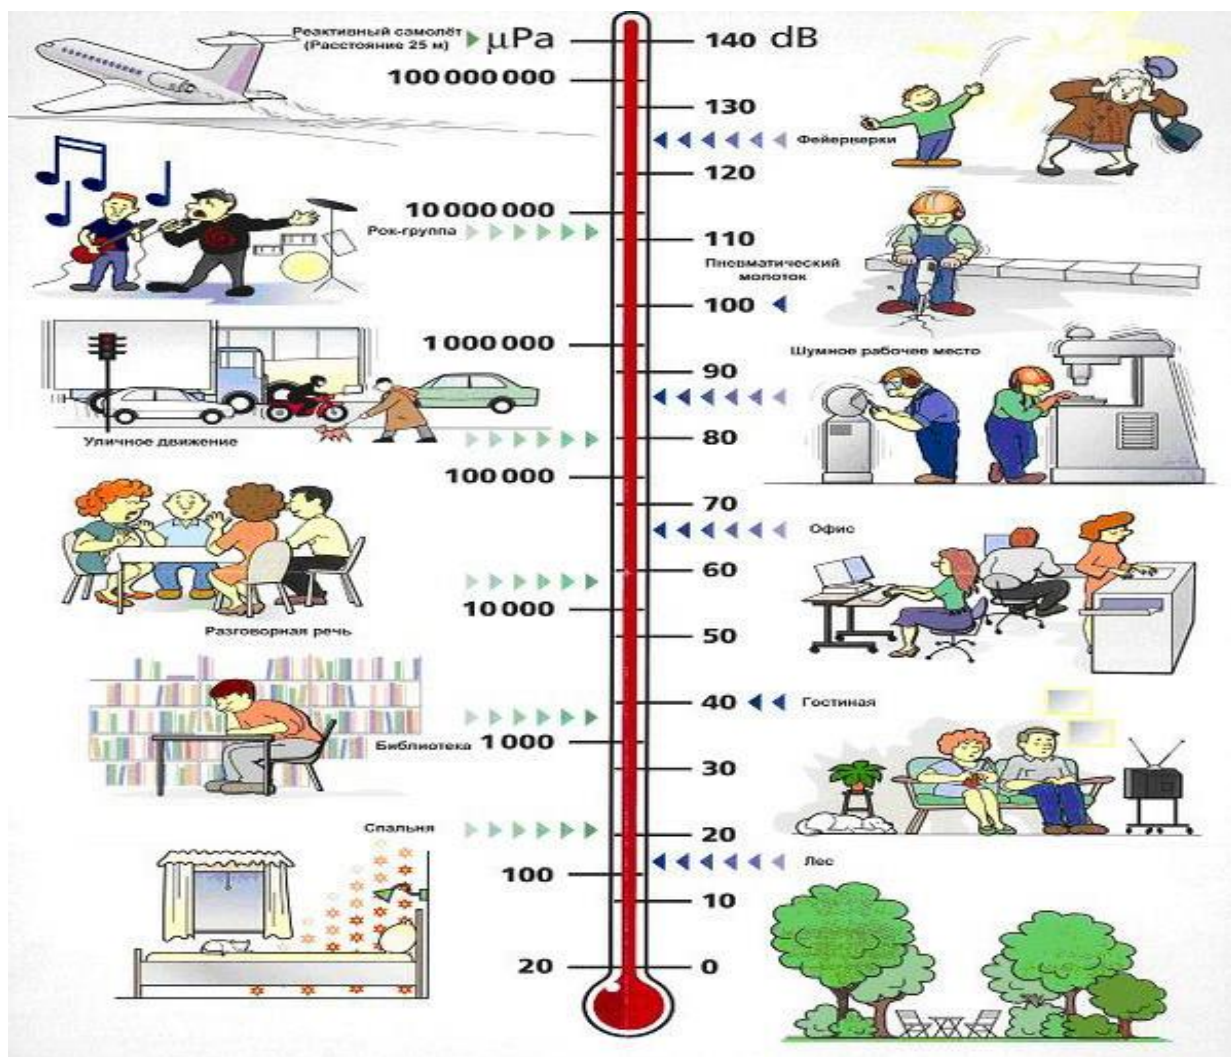 Реактивный самолёт
(Расстояние 25 м)
μPa
140 dB
100 000 000
130
Фейерверки
120
10 000 000
Рок-группа
110
Пневматический
молоток
100
1 000 000
Шумное рабочее место
90
Уличное движение
80
100 000
70
Офис
60
10 000
Разговорная речь
50
40
Гостиная
Библиотека
1 000
30
Спальня
20
Лес
100
10
20
0